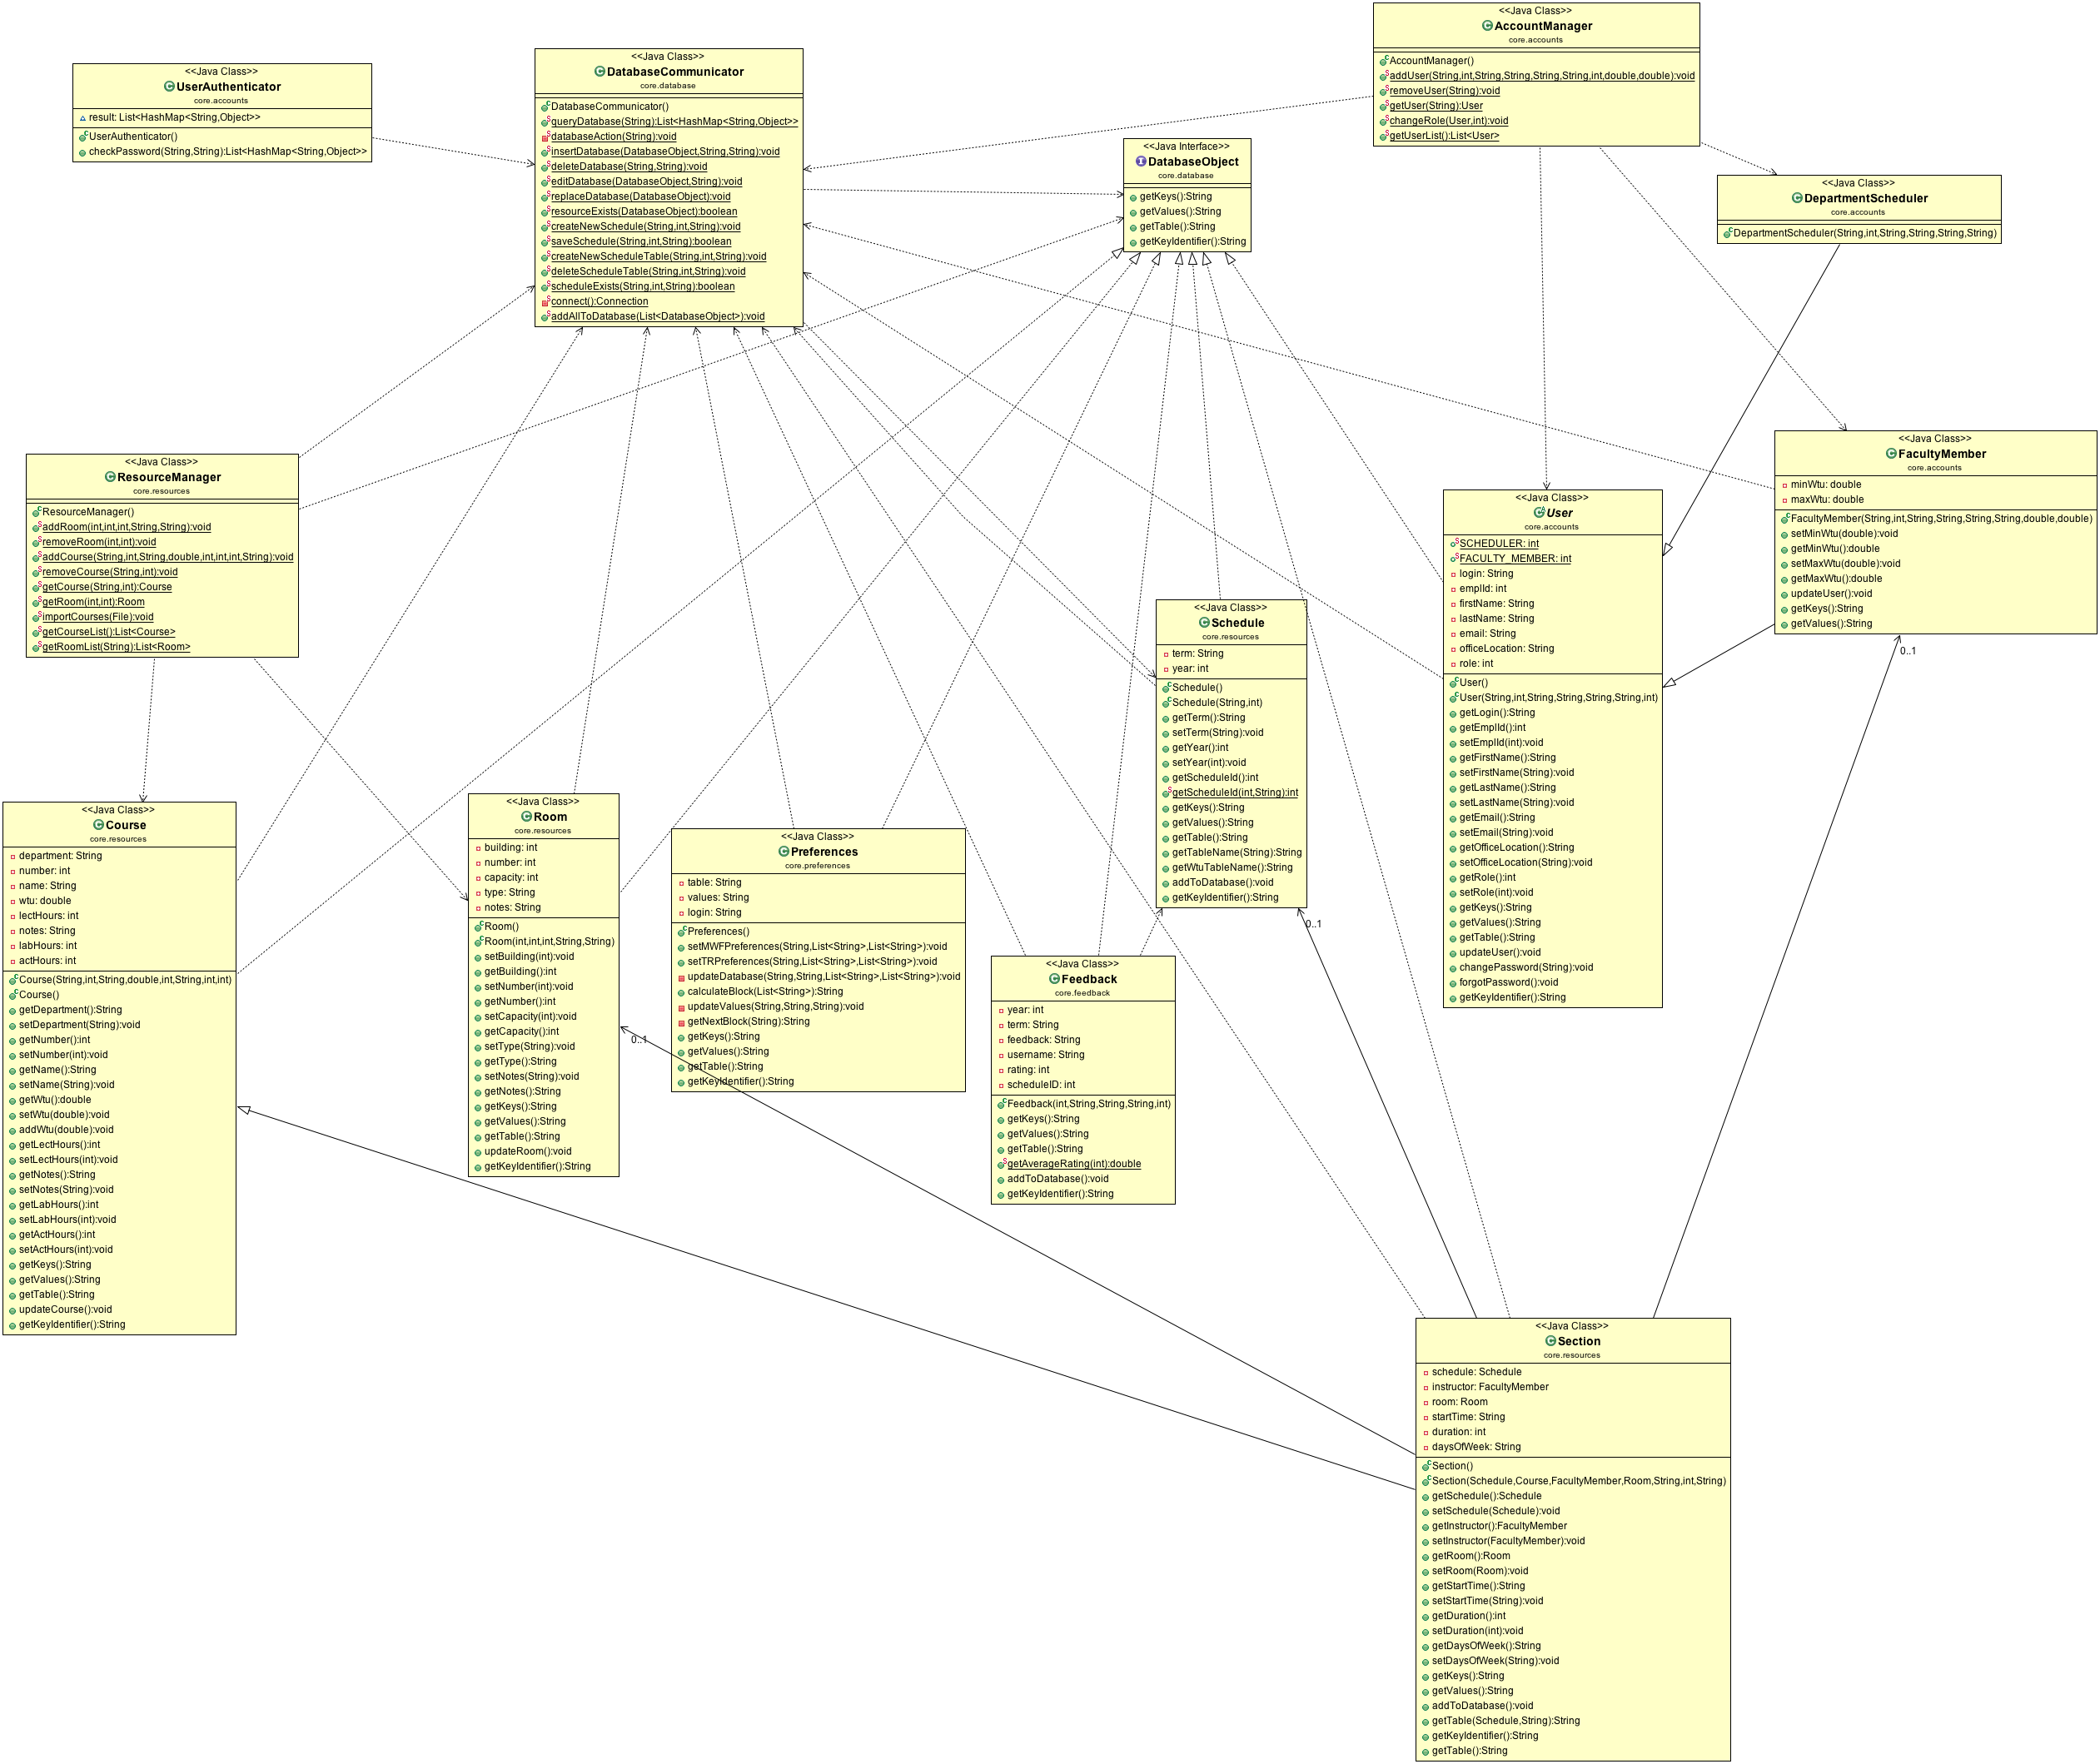 <<Java Class>>
UserAuthenticator
core.accounts
result: List<HashMap<String,Object>>
UserAuthenticator()
checkPassword(String,String):List<HashMap<String,Object>>
<<Java Class>>
DatabaseCommunicator
core.database
DatabaseCommunicator()
queryDatabase(String):List<HashMap<String,Object>>
databaseAction(String):void
insertDatabase(DatabaseObject,String,String):void
deleteDatabase(String,String):void
editDatabase(DatabaseObject,String):void
replaceDatabase(DatabaseObject):void
resourceExists(DatabaseObject):boolean
createNewSchedule(String,int,String):void
saveSchedule(String,int,String):boolean
createNewScheduleTable(String,int,String):void
deleteScheduleTable(String,int,String):void
scheduleExists(String,int,String):boolean
connect():Connection
addAllToDatabase(List<DatabaseObject>):void
<<Java Interface>>
DatabaseObject
core.database
getKeys():String
getValues():String
getTable():String
getKeyIdentifier():String
<<Java Class>>
AccountManager
core.accounts
AccountManager()
addUser(String,int,String,String,String,String,int,double,double):void
removeUser(String):void
getUser(String):User
changeRole(User,int):void
getUserList():List<User>
<<Java Class>>
DepartmentScheduler
core.accounts
DepartmentScheduler(String,int,String,String,String,String)
<<Java Class>>
ResourceManager
core.resources
ResourceManager()
addRoom(int,int,int,String,String):void
removeRoom(int,int):void
addCourse(String,int,String,double,int,int,int,String):void
removeCourse(String,int):void
getCourse(String,int):Course
getRoom(int,int):Room
importCourses(File):void
getCourseList():List<Course>
getRoomList(String):List<Room>
<<Java Class>>
FacultyMember
core.accounts
minWtu: double
maxWtu: double
FacultyMember(String,int,String,String,String,String,double,double)
setMinWtu(double):void
getMinWtu():double
setMaxWtu(double):void
getMaxWtu():double
updateUser():void
getKeys():String
getValues():String
0..1
<<Java Class>>
User
core.accounts
SCHEDULER: int
FACULTY_MEMBER: int
login: String
emplId: int
firstName: String
lastName: String
email: String
officeLocation: String
role: int
User()
User(String,int,String,String,String,String,int)
getLogin():String
getEmplId():int
setEmplId(int):void
getFirstName():String
setFirstName(String):void
getLastName():String
setLastName(String):void
getEmail():String
setEmail(String):void
getOfficeLocation():String
setOfficeLocation(String):void
getRole():int
setRole(int):void
getKeys():String
getValues():String
getTable():String
updateUser():void
changePassword(String):void
forgotPassword():void
getKeyIdentifier():String
<<Java Class>>
Schedule
core.resources
term: String
year: int
Schedule()
Schedule(String,int)
getTerm():String
setTerm(String):void
getYear():int
setYear(int):void
getScheduleId():int
getScheduleId(int,String):int
getKeys():String
getValues():String
getTable():String
getTableName(String):String
getWtuTableName():String
addToDatabase():void
getKeyIdentifier():String
0..1
<<Java Class>>
Course
core.resources
department: String
number: int
name: String
wtu: double
lectHours: int
notes: String
labHours: int
actHours: int
Course(String,int,String,double,int,String,int,int)
Course()
getDepartment():String
setDepartment(String):void
getNumber():int
setNumber(int):void
getName():String
setName(String):void
getWtu():double
setWtu(double):void
addWtu(double):void
getLectHours():int
setLectHours(int):void
getNotes():String
setNotes(String):void
getLabHours():int
setLabHours(int):void
getActHours():int
setActHours(int):void
getKeys():String
getValues():String
getTable():String
updateCourse():void
getKeyIdentifier():String
<<Java Class>>
Room
core.resources
building: int
number: int
capacity: int
type: String
notes: String
Room()
Room(int,int,int,String,String)
setBuilding(int):void
getBuilding():int
setNumber(int):void
getNumber():int
setCapacity(int):void
getCapacity():int
setType(String):void
getType():String
setNotes(String):void
getNotes():String
getKeys():String
getValues():String
getTable():String
updateRoom():void
getKeyIdentifier():String
0..1
<<Java Class>>
Preferences
core.preferences
table: String
values: String
login: String
Preferences()
setMWFPreferences(String,List<String>,List<String>):void
setTRPreferences(String,List<String>,List<String>):void
updateDatabase(String,String,List<String>,List<String>):void
calculateBlock(List<String>):String
updateValues(String,String,String):void
getNextBlock(String):String
getKeys():String
getValues():String
getTable():String
getKeyIdentifier():String
<<Java Class>>
Feedback
core.feedback
year: int
term: String
feedback: String
username: String
rating: int
scheduleID: int
Feedback(int,String,String,String,int)
getKeys():String
getValues():String
getTable():String
getAverageRating(int):double
addToDatabase():void
getKeyIdentifier():String
<<Java Class>>
Section
core.resources
schedule: Schedule
instructor: FacultyMember
room: Room
startTime: String
duration: int
daysOfWeek: String
Section()
Section(Schedule,Course,FacultyMember,Room,String,int,String)
getSchedule():Schedule
setSchedule(Schedule):void
getInstructor():FacultyMember
setInstructor(FacultyMember):void
getRoom():Room
setRoom(Room):void
getStartTime():String
setStartTime(String):void
getDuration():int
setDuration(int):void
getDaysOfWeek():String
setDaysOfWeek(String):void
getKeys():String
getValues():String
addToDatabase():void
getTable(Schedule,String):String
getKeyIdentifier():String
getTable():String